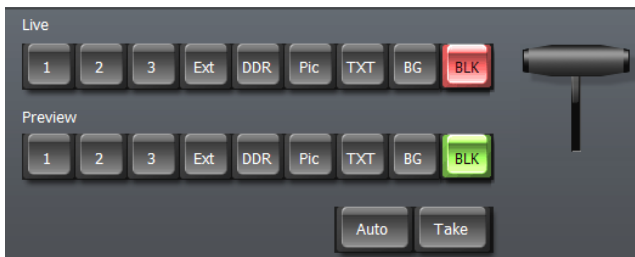 Live
1 2 3 Ext DDR Pic TXT BG BLK
Preview
1 2 3 Ext DDR Pic TXT BG BLK
Auto Take